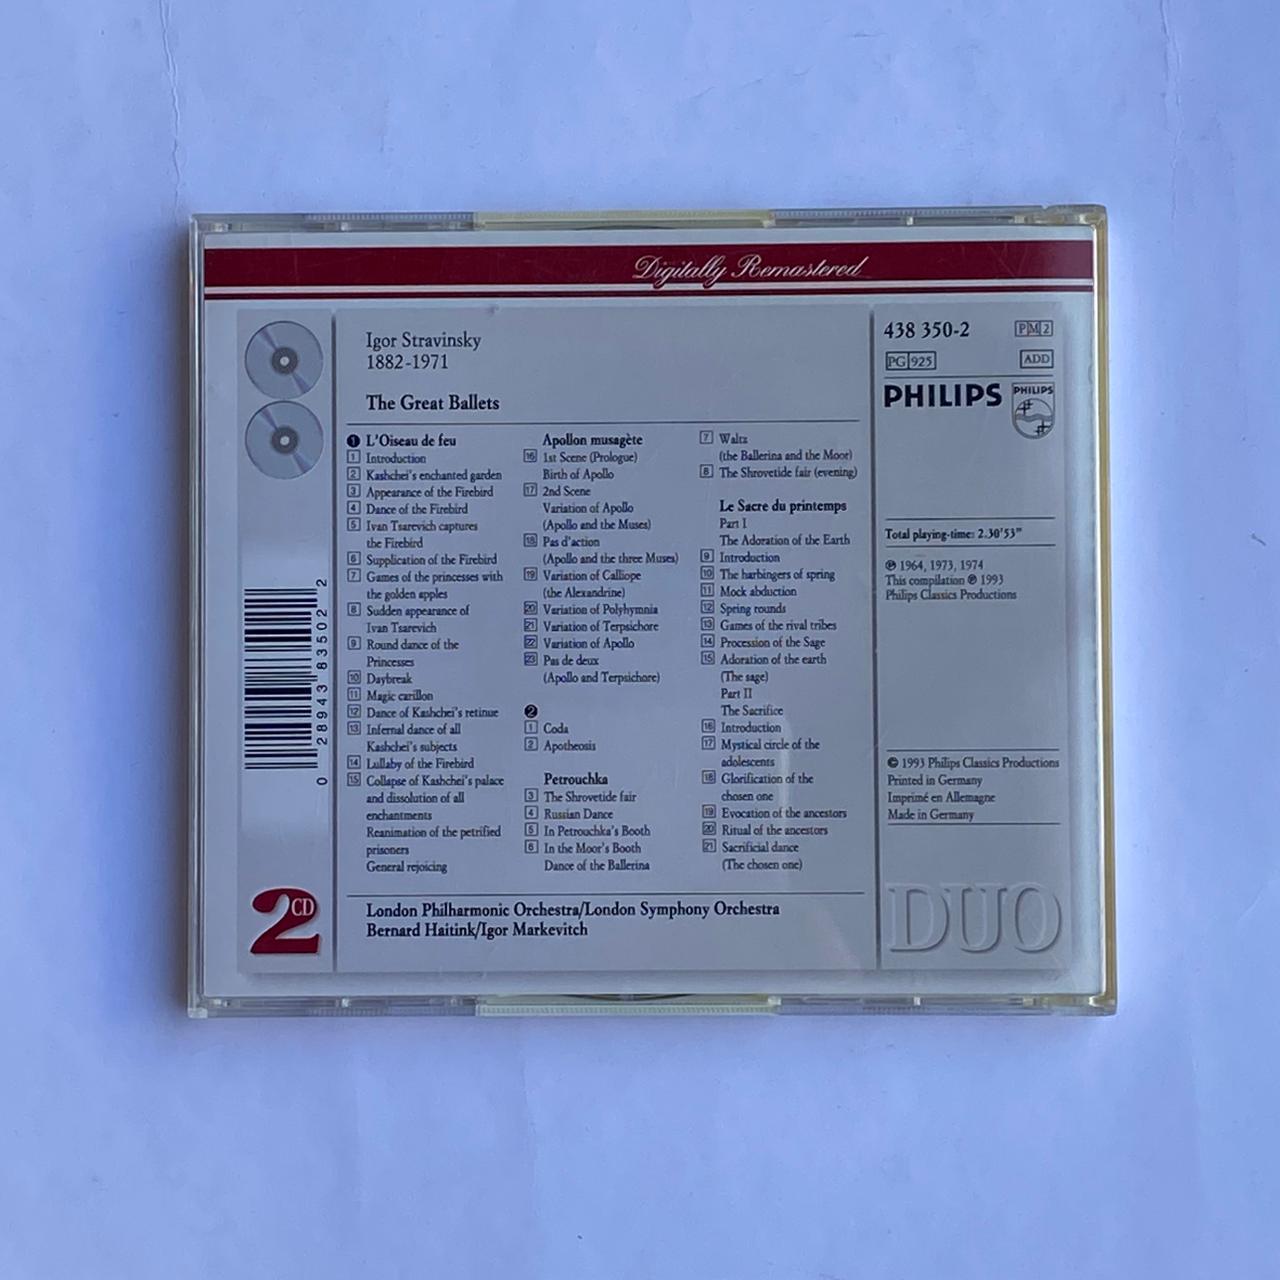 Digitally Remastered
Igor Stravinsky
1882-1971
The Great Ballets
1 L'Oiseau de feu
1 Introduction
2 Kashchei's enchanted garden
3 Appearance of the Firebird
4 Dance of the Firebird
5 Ivan Tsarevich captures
the Firebird
6 Supplication of the Firebird
7 Games of the princesses with
the golden apples
8 Sudden appearance of
Ivan Tsarevich
9 Round dance of the
Princesses
10 Daybreak
11 Magic carillon
12 Dance of Kashchei's retinue
13 Infernal dance of all
Kashchei's subjects
14 Lullaby of the Firebird
15 Collapse of Kashchei's palace
and dissolution of all
enchantments
Reanimation of the petrified
prisoners
General rejoicing
Apollon musagète
16 1st Scene (Prologue)
Birth of Apollo
17 2nd Scene
Variation of Apollo
(Apollo and the Muses)
18 Pas d'action
(Apollo and the three Muses)
19 Variation of Calliope
(the Alexandrine)
20 Variation of Polyhymnia
21 Variation of Terpsichore
22 Variation of Apollo
23 Pas de deux
(Apollo and Terpsichore)
2
1 Coda
2 Apotheosis
Petrouchka
3 The Shrovetide fair
4 Russian Dance
5 In Petrouchka's Booth
6 In the Moor's Booth
Dance of the Ballerina
7 Waltz
(the Ballerina and the Moor)
8 The Shrovetide fair (evening)
Le Sacre du printemps
Part I
The Adoration of the Earth
9 Introduction
10 The harbingers of spring
11 Mock abduction
12 Spring rounds
13 Games of the rival tribes
14 Procession of the Sage
15 Adoration of the earth
(The sage)
Part II
The Sacrifice
16 Introduction
17 Mystical circle of the
adolescents
18 Glorification of the
chosen one
19 Evocation of the ancestors
20 Ritual of the ancestors
21 Sacrificial dance
(The chosen one)
London Philharmonic Orchestra/London Symphony Orchestra
Bernard Haitink/Igor Markevitch
438 350-2 PM2
PG 925 ADD
PHILIPS PHILIPS
Total playing-time: 2.30'53"
℗ 1964, 1973, 1974
This compilation ℗ 1993
Philips Classics Productions
© 1993 Philips Classics Productions
Printed in Germany
Imprimé en Allemagne
Made in Germany
DUO
0 28943 83502 2
2CD